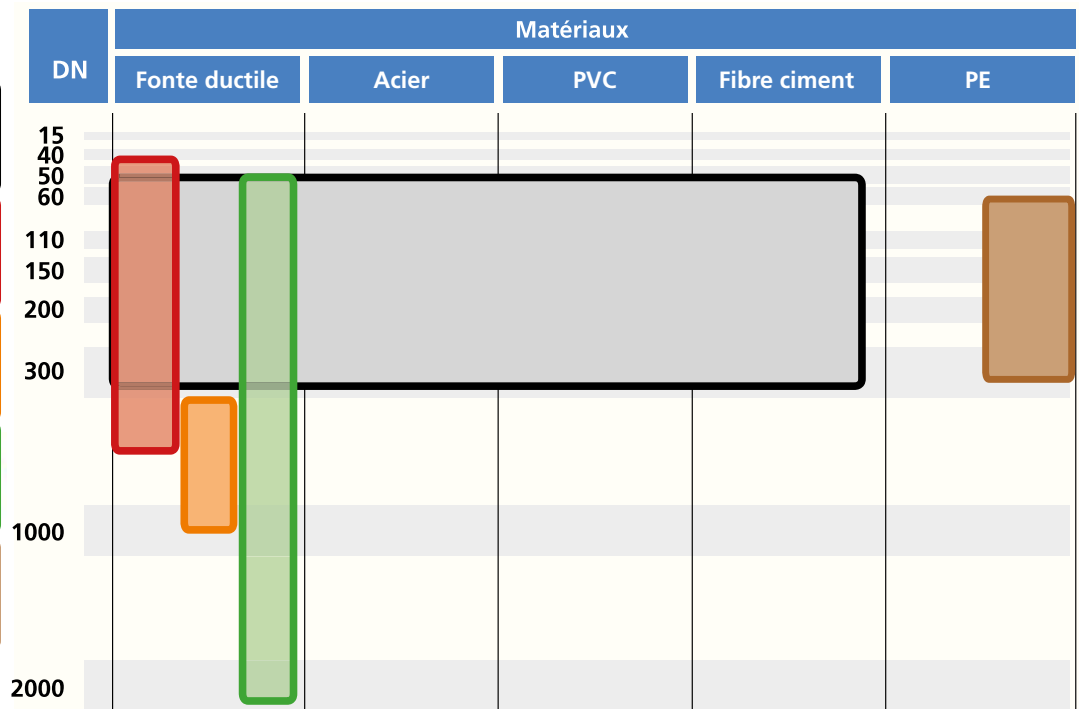 Matériaux
DN
Fonte ductile
Acier
PVC
Fibre ciment
PE
15
40
50
60
110
150
200
300
1000
2000